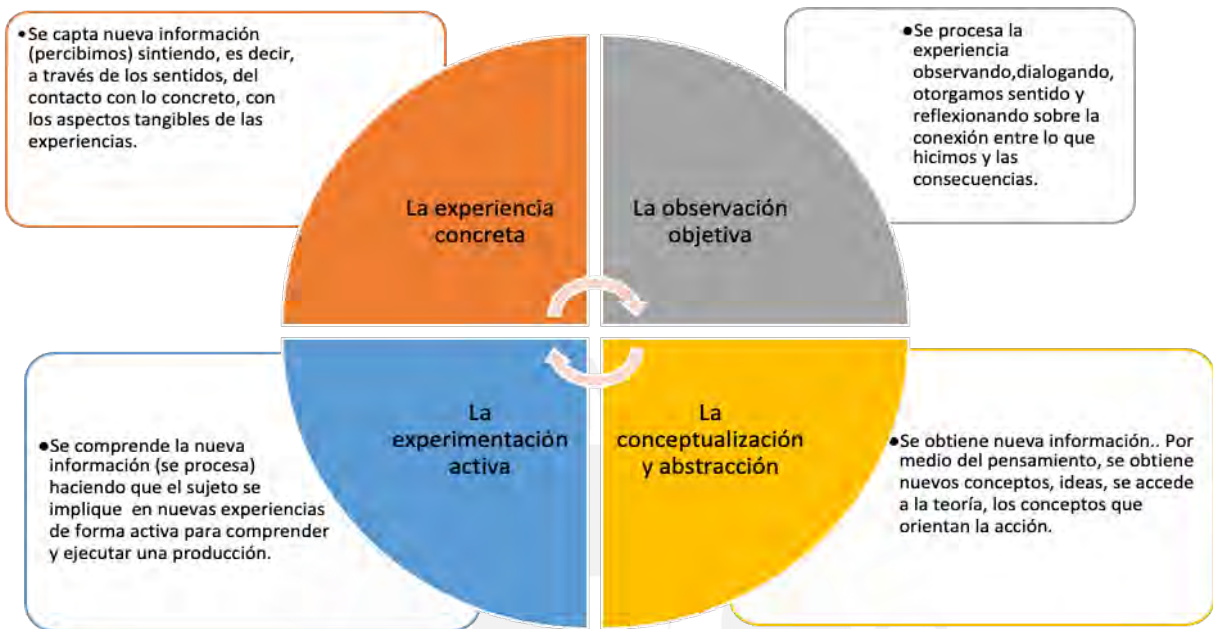 •Se capta nueva información
(percibimos) sintiendo, es decir,
a través de los sentidos, del
contacto con lo concreto, con
los aspectos tangibles de las
experiencias.
●Se procesa la
experiencia
observando,dialogando,
otorgamos sentido y
reflexionando sobre la
conexión entre lo que
hicimos y las
consecuencias.
La experiencia
concreta
La observación
objetiva
La
experimentación
activa
La
conceptualización
y abstracción
●Se comprende la nueva
información (se procesa)
haciendo que el sujeto se
implique en nuevas experiencias
de forma activa para comprender
y ejecutar una producción.
●Se obtiene nueva información.. Por
medio del pensamiento, se obtiene
nuevos conceptos, ideas, se accede
a la teoría, los conceptos que
orientan la acción.